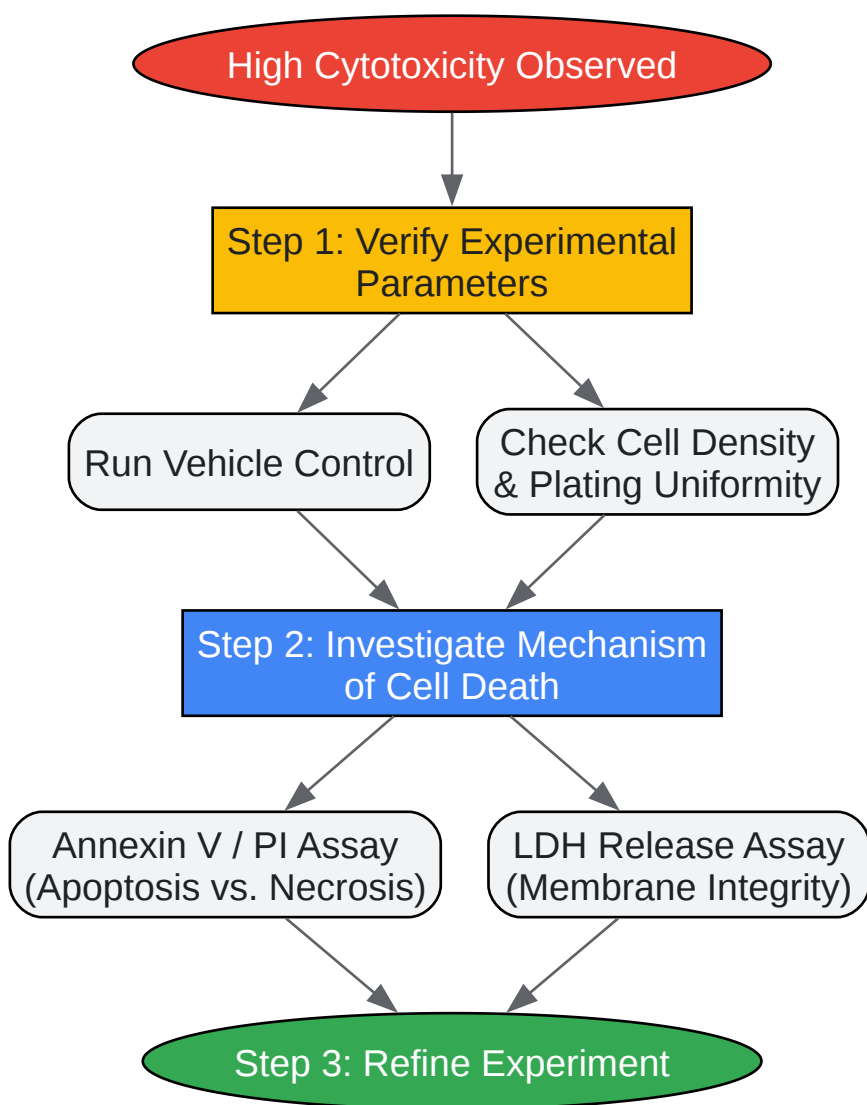 High Cytotoxicity Observed
Step 1: Verify Experimental
Parameters
Run Vehicle Control
Check Cell Density
& Plating Uniformity
Step 2: Investigate Mechanism
of Cell Death
Annexin V / PI Assay
(Apoptosis vs. Necrosis)
LDH Release Assay
(Membrane Integrity)
Step 3: Refine Experiment